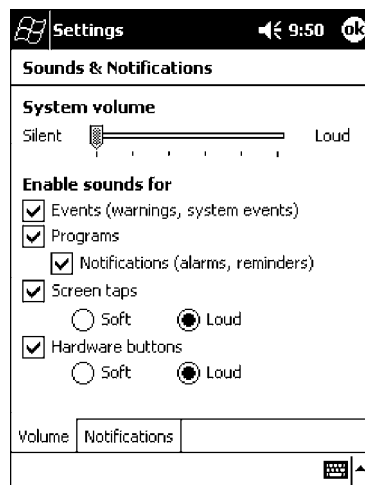 Settings 9:50 ok
Sounds & Notifications
System volume
Silent Loud
Enable sounds for
Events (warnings, system events)
Programs
Notifications (alarms, reminders)
Screen taps
Soft Loud
Hardware buttons
Soft Loud
Volume Notifications